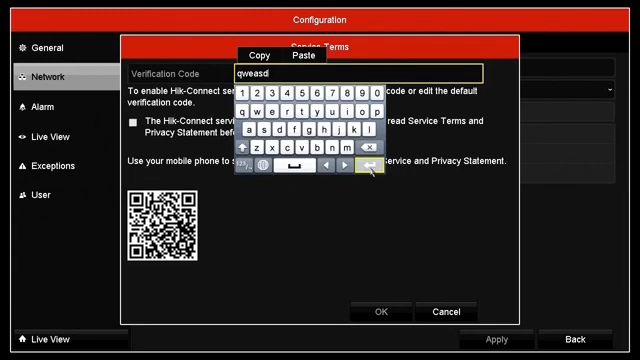 Configuration
General
Network
Alarm
Live View
Exceptions
User
Service Terms
Copy Paste
Verification Code qweasd
To enable Hik-Connect ser code or edit the default
verification code.
The Hik-Connect servi read Service Terms and
Privacy Statement bef
Use your mobile phone to s ervice and Privacy Statement.
1 2 3 4 5 6 7 8 9 0
q w e r t y u i o p
a s d f g h j k l
z x c v b n m
OK Cancel
Live View
Apply Back